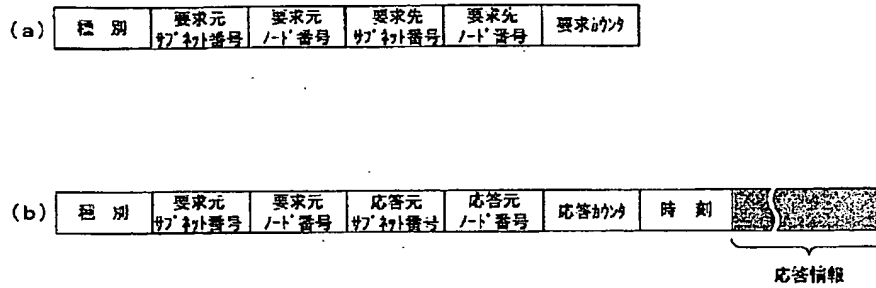 (a) 種別 要求元サブネット番号 要求元ノード番号 要求先サブネット番号 要求先ノード番号 要求カウンタ
(b) 種別 要求元サブネット番号 要求元ノード番号 応答元サブネット番号 応答元ノード番号 応答カウンタ 時刻
応答情報